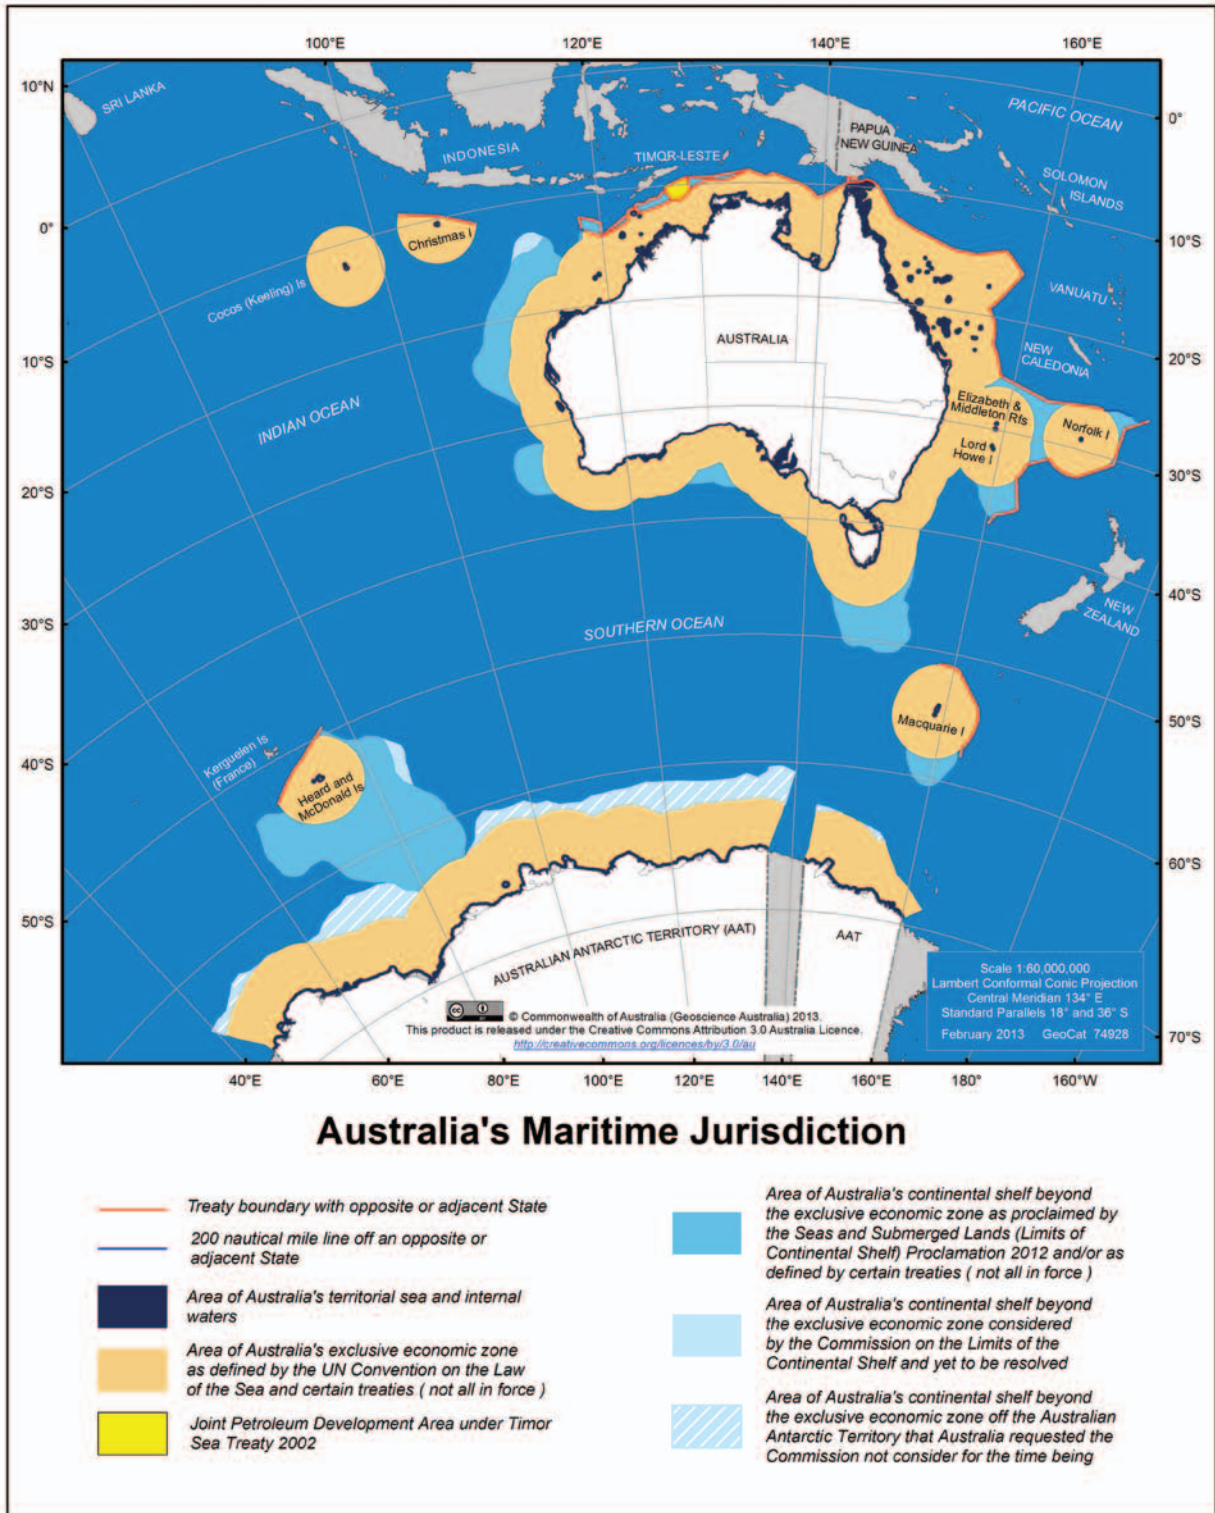 100°E
120°E
140°E
160°E
10°N
0°
10°S
20°S
30°S
40°S
50°S
0°
10°S
20°S
30°S
40°S
50°S
60°S
70°S
SRI LANKA
INDONESIA
TIMOR-LESTE
PAPUA
NEW GUINEA
PACIFIC OCEAN
SOLOMON
ISLANDS
Christmas I
Cocos (Keeling) Is
VANUATU
AUSTRALIA
NEW
CALEDONIA
INDIAN OCEAN
Elizabeth &
Middleton Rfs
Lord
Howe I
Norfolk I
NEW
ZEALAND
SOUTHERN OCEAN
Macquarie I
Kerguelen Is
(France)
Heard and
McDonald Is
AUSTRALIAN ANTARCTIC TERRITORY (AAT)
AAT
Scale 1:60,000,000
Lambert Conformal Conic Projection
Central Meridian 134° E
Standard Parallels 18° and 36° S
February 2013 GeoCat 74928
cc
BY
© Commonwealth of Australia (Geoscience Australia) 2013.
This product is released under the Creative Commons Attribution 3.0 Australia Licence.
http://creativecommons.org/licences/by/3.0/au
40°E
60°E
80°E
100°E
120°E
140°E
160°E
180°
160°W
Australia's Maritime Jurisdiction
Treaty boundary with opposite or adjacent State
200 nautical mile line off an opposite or
adjacent State
Area of Australia's territorial sea and internal
waters
Area of Australia's exclusive economic zone
as defined by the UN Convention on the Law
of the Sea and certain treaties ( not all in force )
Joint Petroleum Development Area under Timor
Sea Treaty 2002
Area of Australia's continental shelf beyond
the exclusive economic zone as proclaimed by
the Seas and Submerged Lands (Limits of
Continental Shelf) Proclamation 2012 and/or as
defined by certain treaties ( not all in force )
Area of Australia's continental shelf beyond
the exclusive economic zone considered
by the Commission on the Limits of the
Continental Shelf and yet to be resolved
Area of Australia's continental shelf beyond
the exclusive economic zone off the Australian
Antarctic Territory that Australia requested the
Commission not consider for the time being